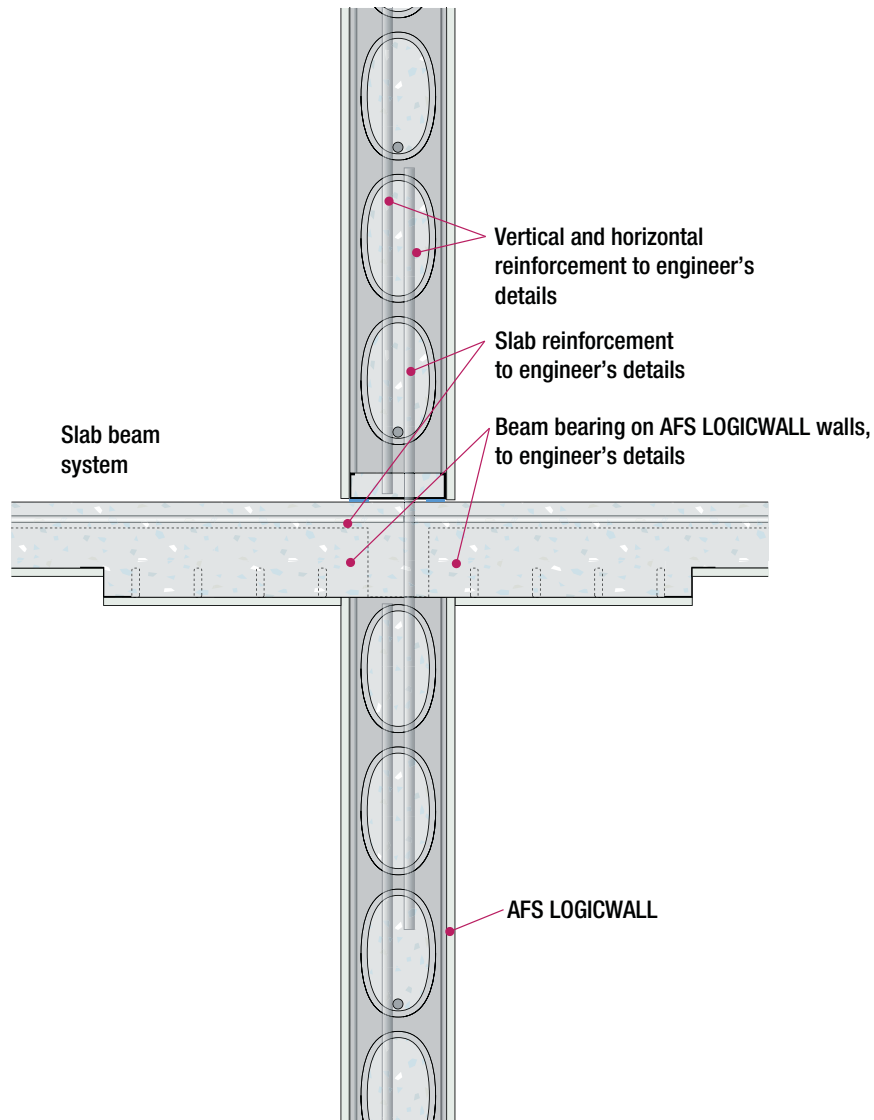 Vertical and horizontal
reinforcement to engineer’s
details
Slab reinforcement
to engineer’s details
Slab beam
system
Beam bearing on AFS LOGICWALL walls,
to engineer’s details
AFS LOGICWALL